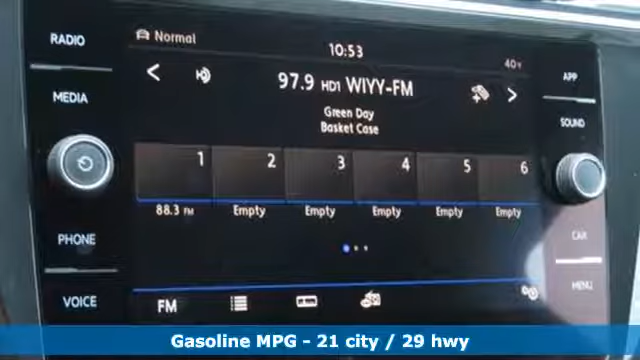 RADIO
Normal
10:53
40°F
APP
MEDIA
97.9 HD1 WIYY-FM
SOUND
Green Day
Basket Case
1 2 3 4 5 6
88.3 FM Empty Empty Empty Empty Empty
PHONE
CAR
VOICE
FM
MENU
Gasoline MPG - 21 city / 29 hwy